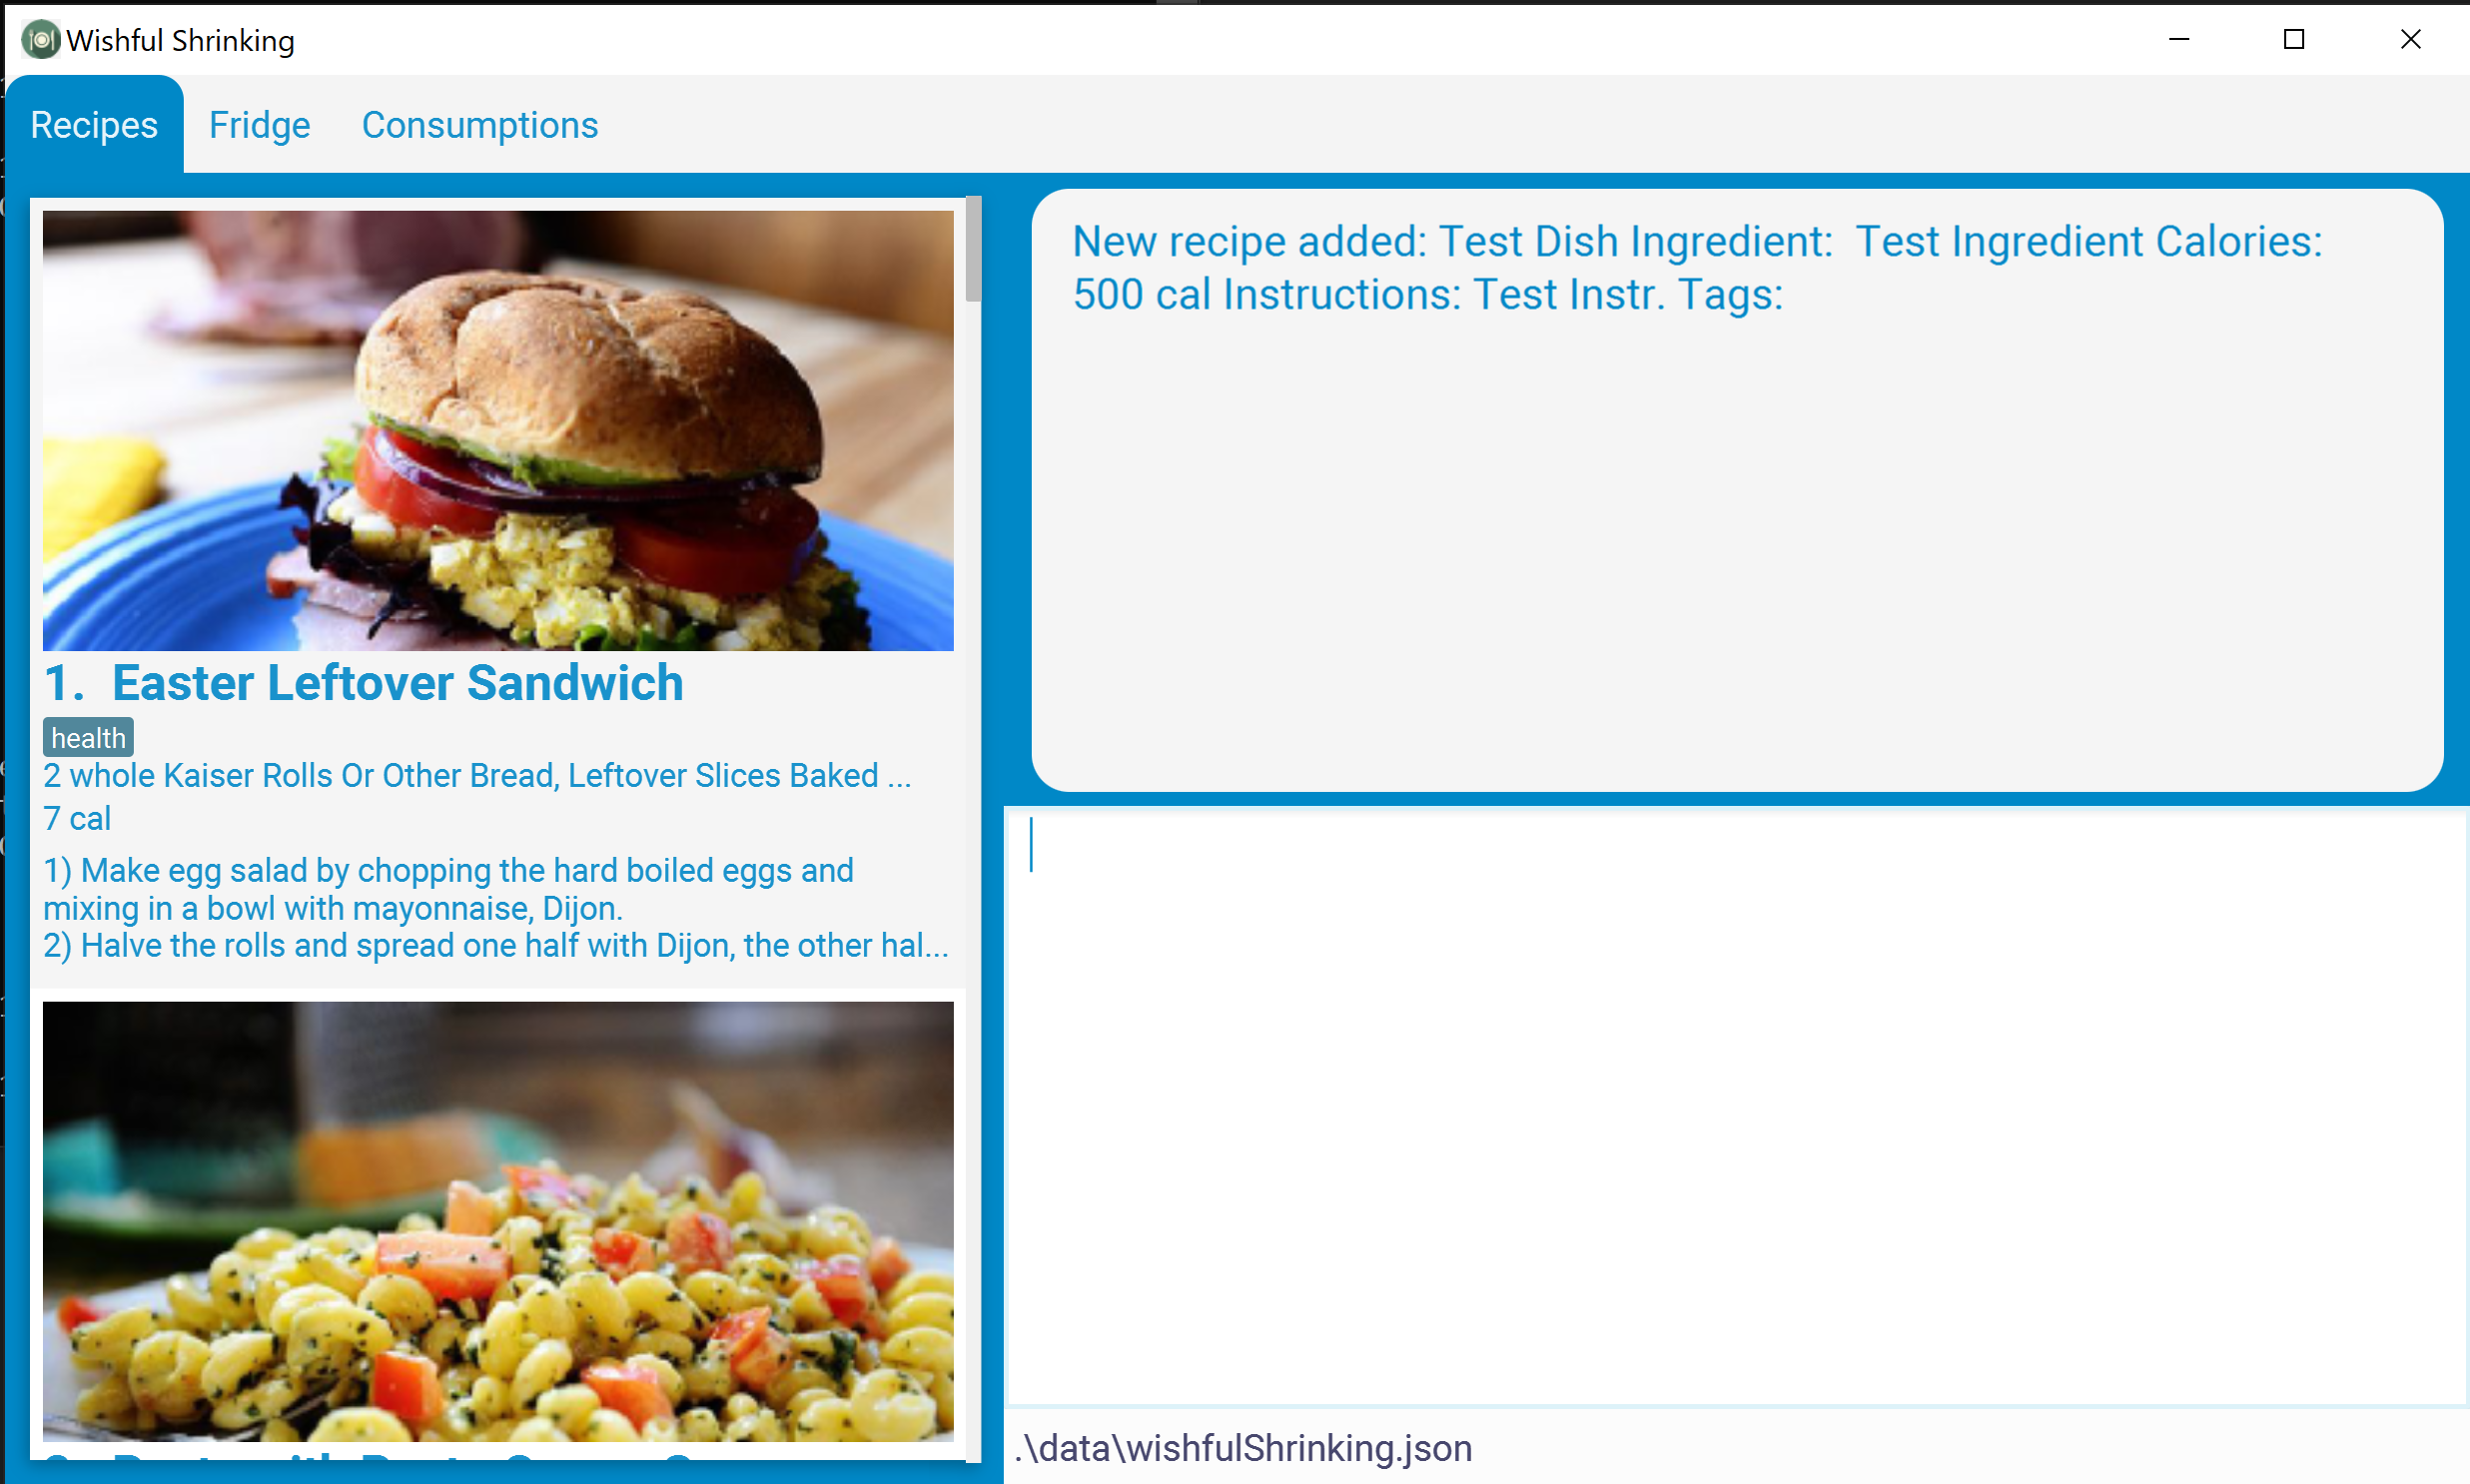 Wishful Shrinking
Recipes Fridge Consumptions
New recipe added: Test Dish Ingredient:  Test Ingredient Calories:
500 cal Instructions: Test Instr. Tags:
1.  Easter Leftover Sandwich
health
2 whole Kaiser Rolls Or Other Bread, Leftover Slices Baked ...
7 cal
1) Make egg salad by chopping the hard boiled eggs and
mixing in a bowl with mayonnaise, Dijon.
2) Halve the rolls and spread one half with Dijon, the other hal...
.\data\wishfulShrinking.json